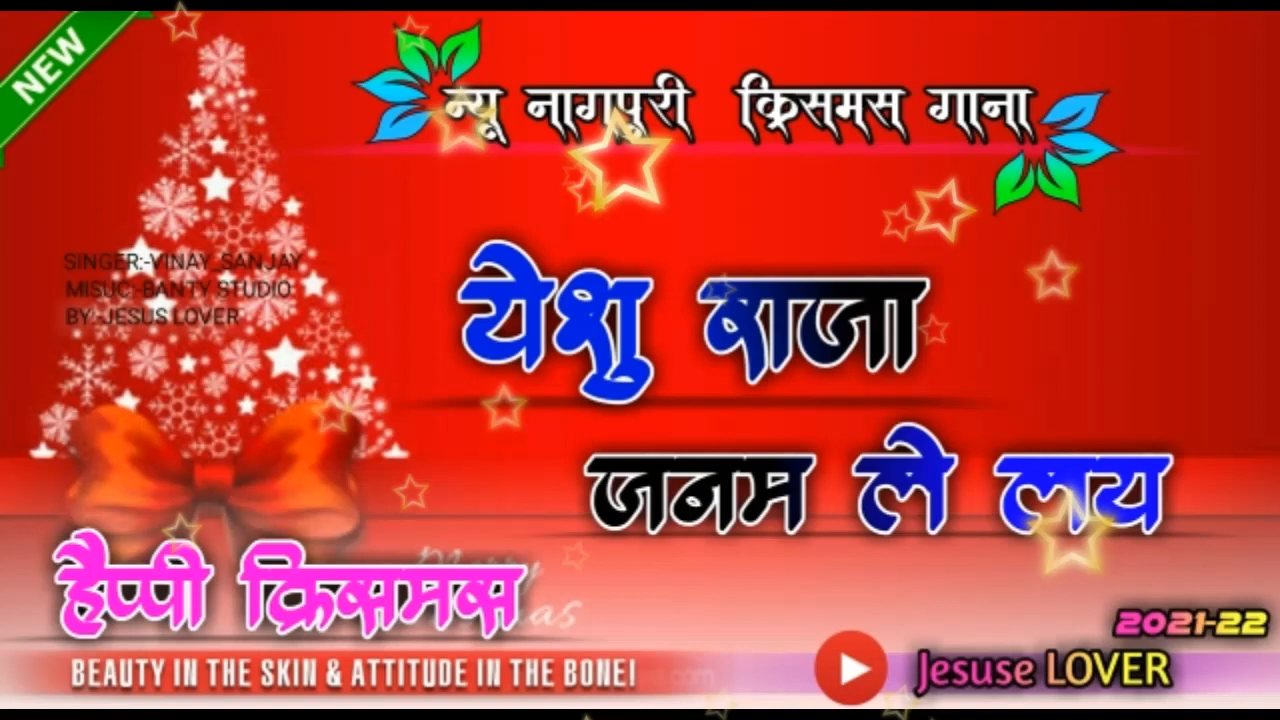 NEW
न्यू नागपुरी क्रिसमस गाना
SINGER:-VINAY_SANJAY
MISUC:-BANTY STUDIO
BY:-JESUS LOVER
येशु राजा
जनम ले लय
हैप्पी क्रिसमस
Merry
2021-22
BEAUTY IN THE SKIN & ATTITUDE IN THE BONE!
Jesuse LOVER